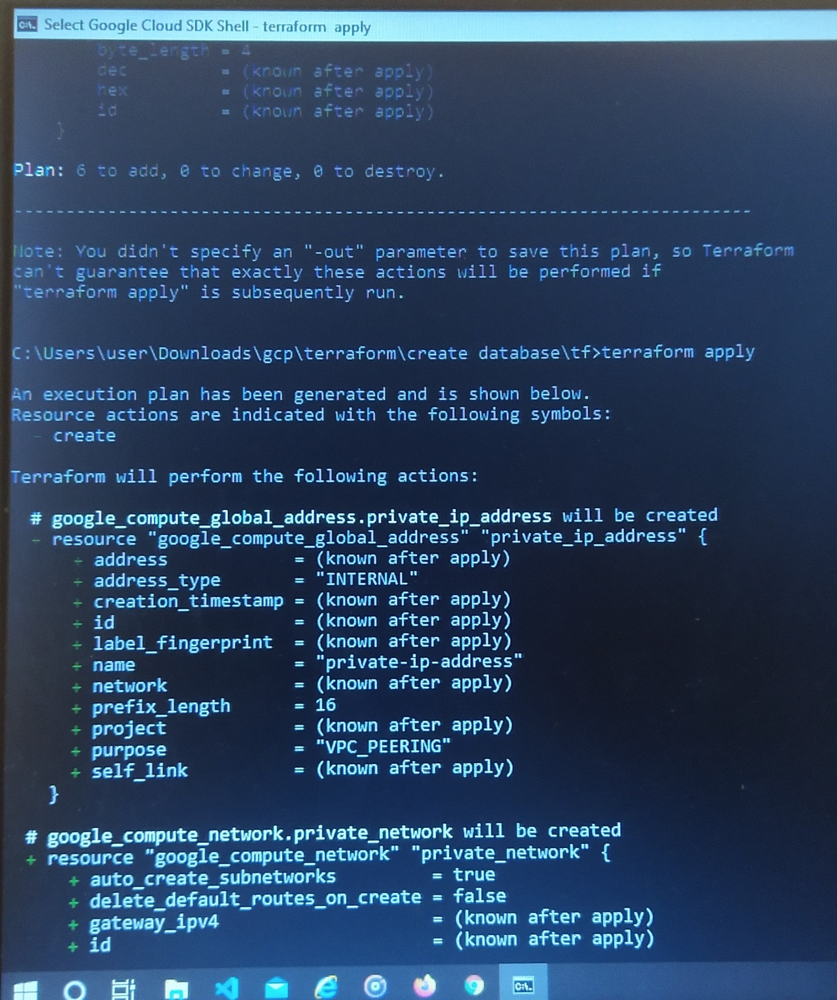 Select Google Cloud SDK Shell - terraform  apply
byte_length = 4
dec         = (known after apply)
hex         = (known after apply)
id          = (known after apply)
}
Plan: 6 to add, 0 to change, 0 to destroy.
------------------------------------------------------------------------
Note: You didn't specify an "-out" parameter to save this plan, so Terraform
can't guarantee that exactly these actions will be performed if
"terraform apply" is subsequently run.
C:\Users\user\Downloads\gcp\terraform\create database\tf>terraform apply
An execution plan has been generated and is shown below.
Resource actions are indicated with the following symbols:
- create
Terraform will perform the following actions:
# google_compute_global_address.private_ip_address will be created
- resource "google_compute_global_address" "private_ip_address" {
+ address            = (known after apply)
+ address_type       = "INTERNAL"
+ creation_timestamp = (known after apply)
+ id                 = (known after apply)
+ label_fingerprint  = (known after apply)
+ name               = "private-ip-address"
+ network            = (known after apply)
+ prefix_length      = 16
+ project            = (known after apply)
+ purpose            = "VPC_PEERING"
+ self_link          = (known after apply)
}
# google_compute_network.private_network will be created
+ resource "google_compute_network" "private_network" {
+ auto_create_subnetworks         = true
+ delete_default_routes_on_create = false
+ gateway_ipv4                    = (known after apply)
+ id                              = (known after apply)